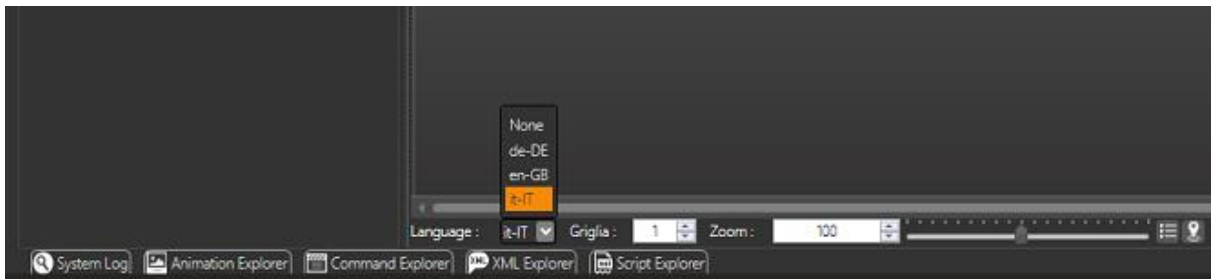 None
de-DE
en-GB
it-IT
Language : it-IT Griglia : 1 Zoom : 100
System Log Animation Explorer Command Explorer XML Explorer Script Explorer